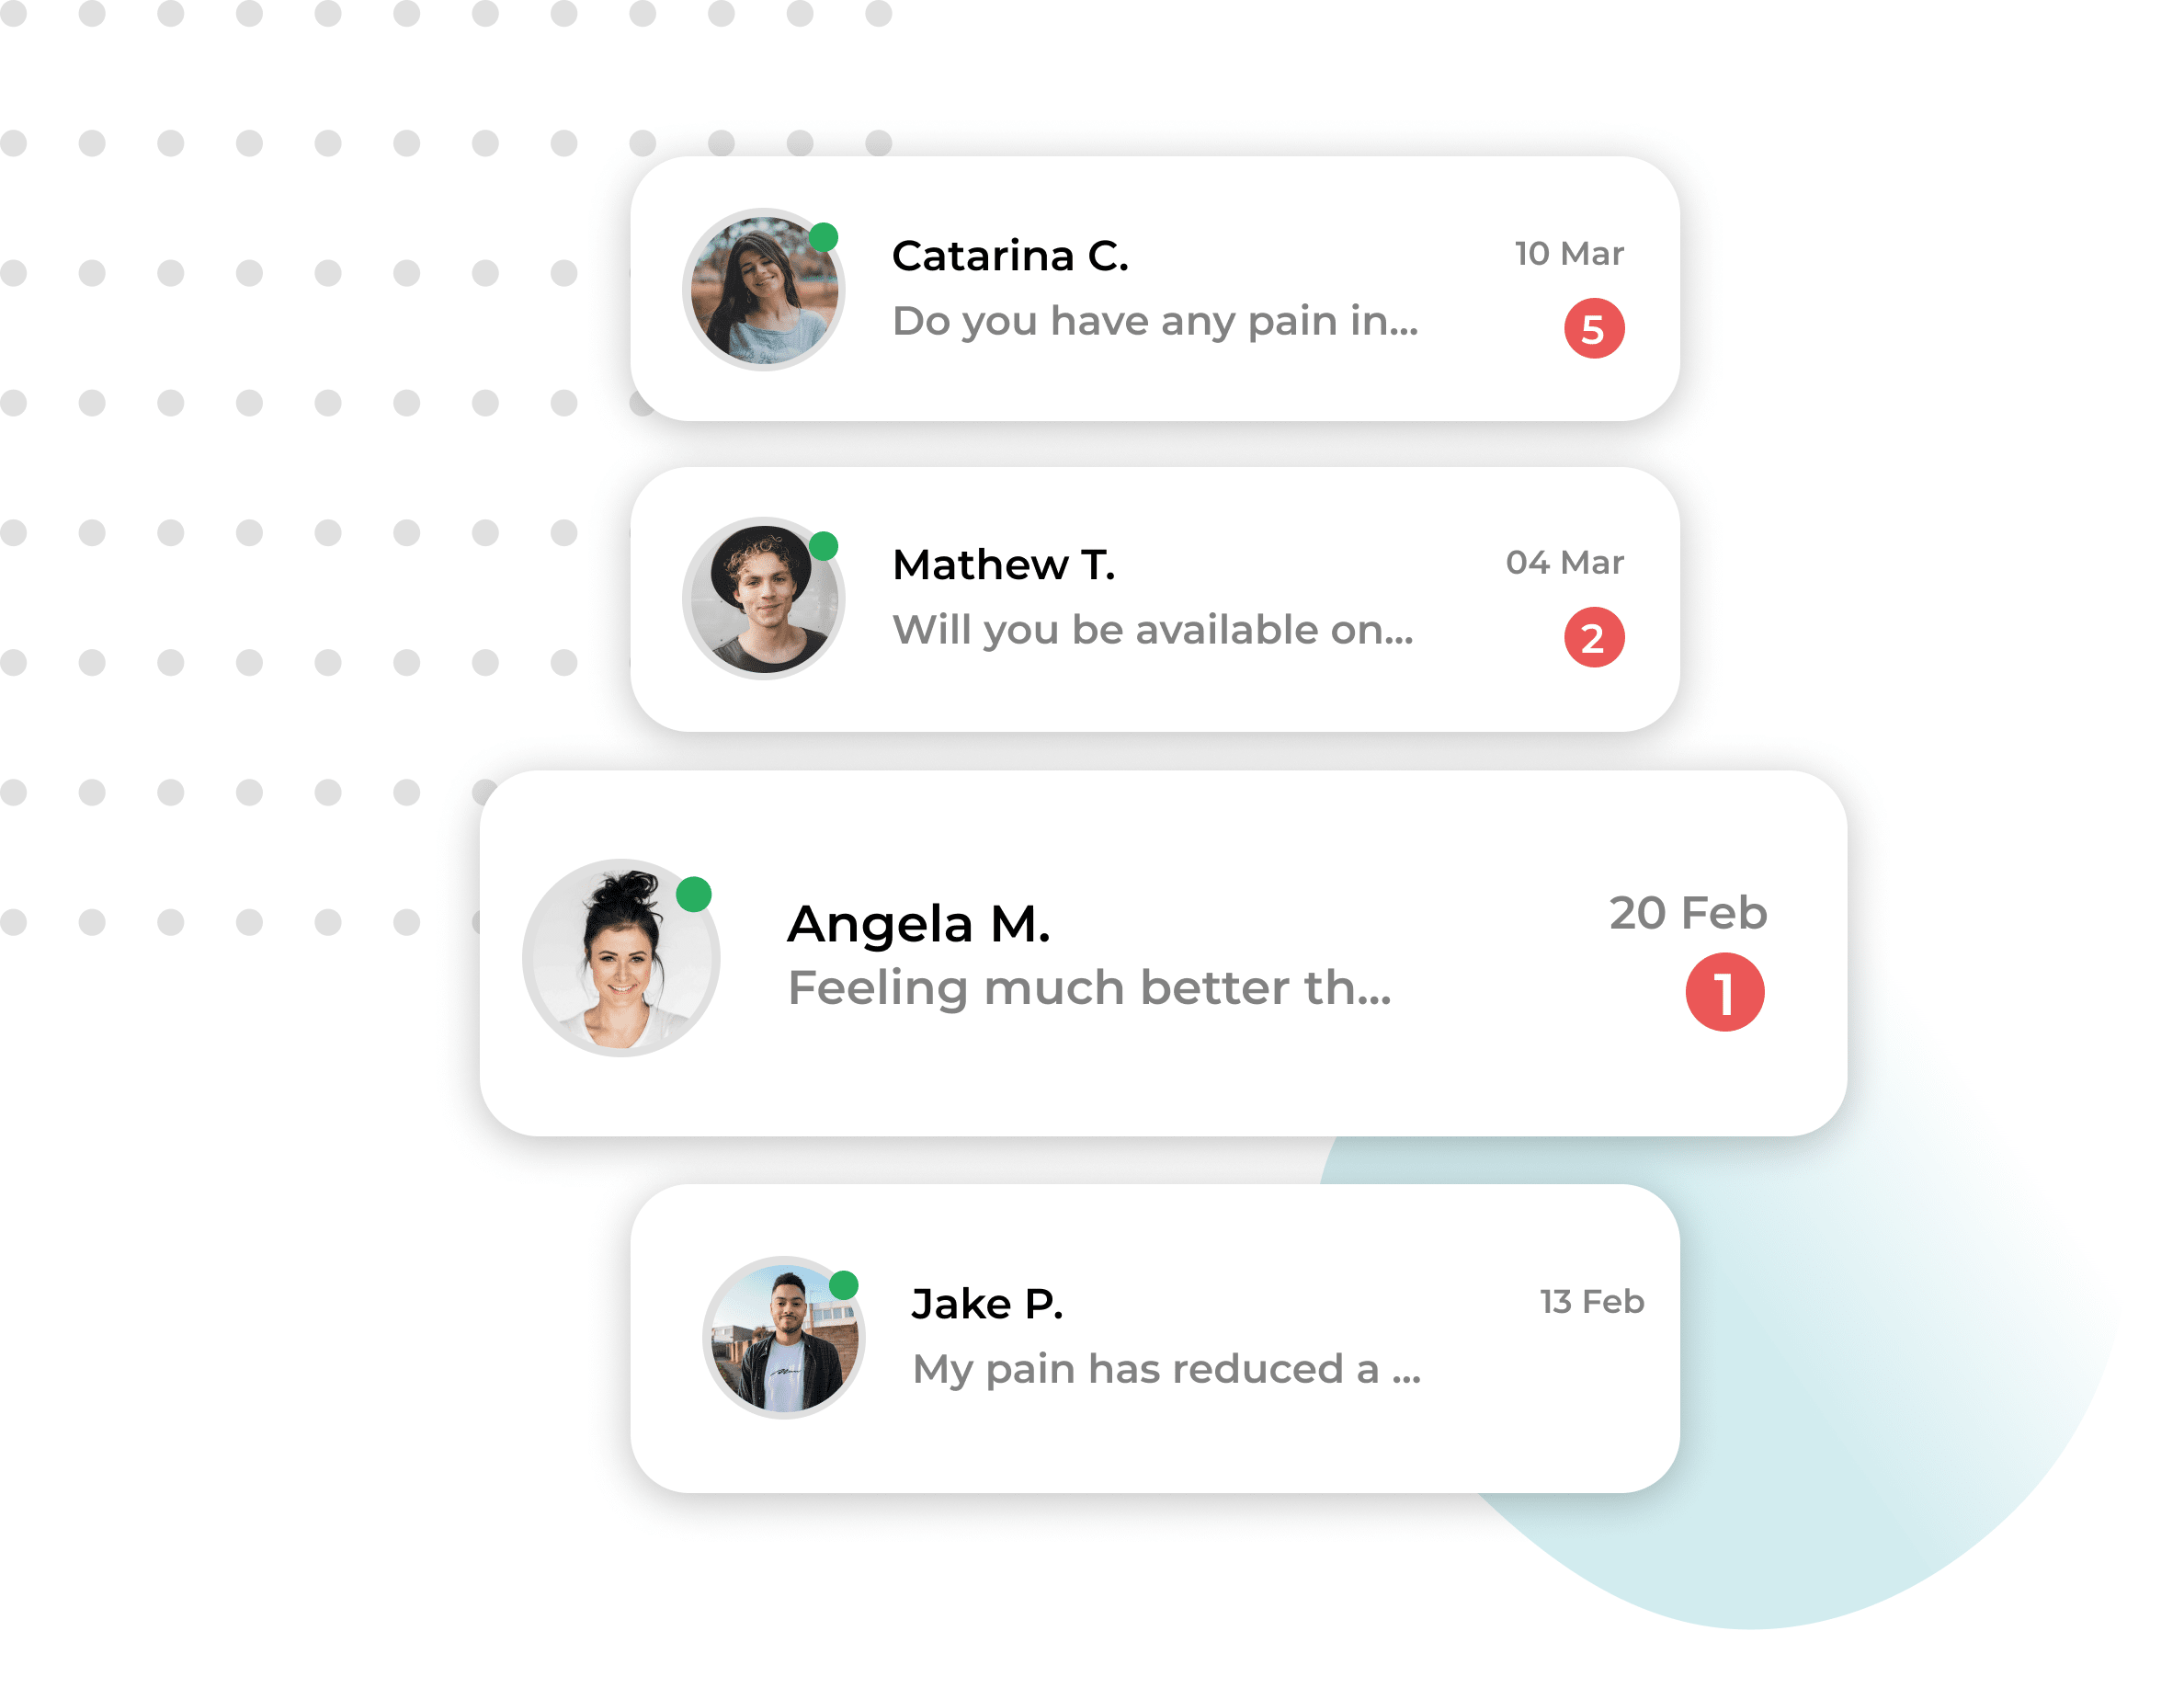 Catarina C.
10 Mar
Do you have any pain in...
5
Mathew T.
04 Mar
Will you be available on...
2
Angela M.
20 Feb
Feeling much better th...
1
Jake P.
13 Feb
My pain has reduced a ...